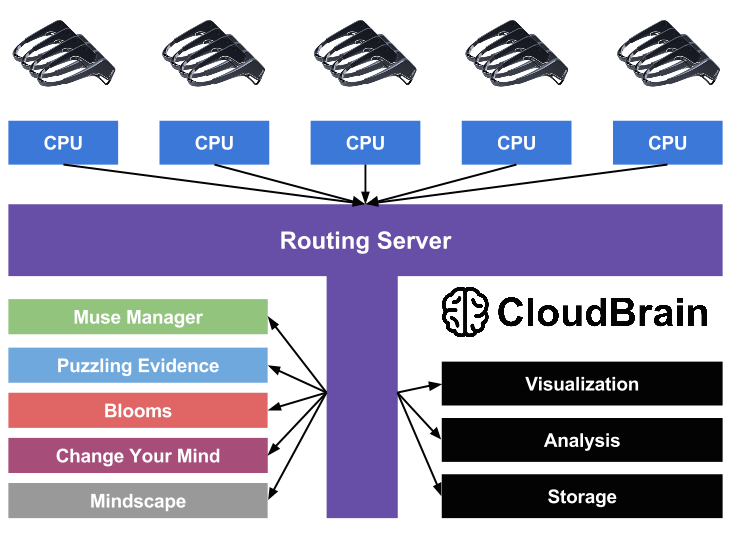 CPU
CPU
CPU
CPU
CPU
Routing Server
Muse Manager
Puzzling Evidence
Blooms
Change Your Mind
Mindscape
CloudBrain
Visualization
Analysis
Storage